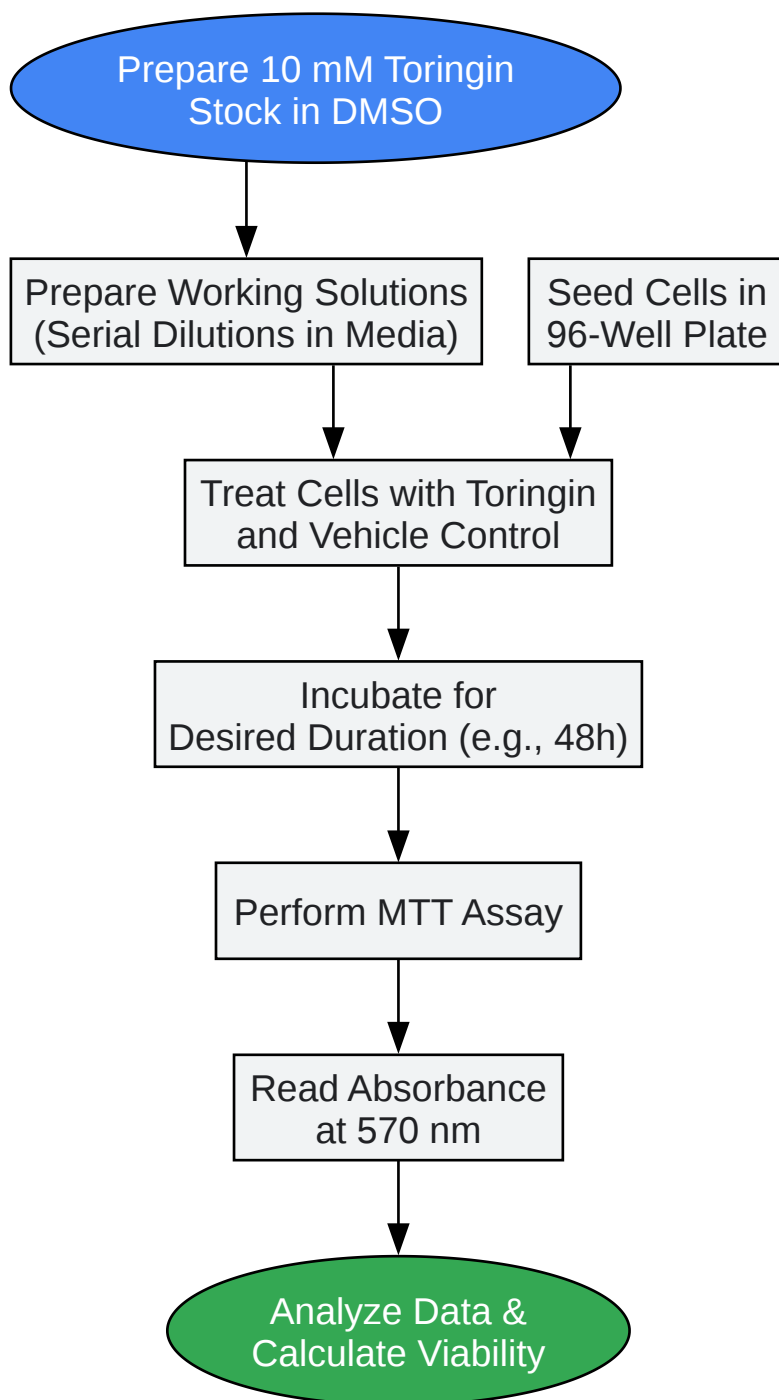 Prepare 10 mM Toringin
Stock in DMSO
Prepare Working Solutions
(Serial Dilutions in Media)
Seed Cells in
96-Well Plate
Treat Cells with Toringin
and Vehicle Control
Incubate for
Desired Duration (e.g., 48h)
Perform MTT Assay
Read Absorbance
at 570 nm
Analyze Data &
Calculate Viability